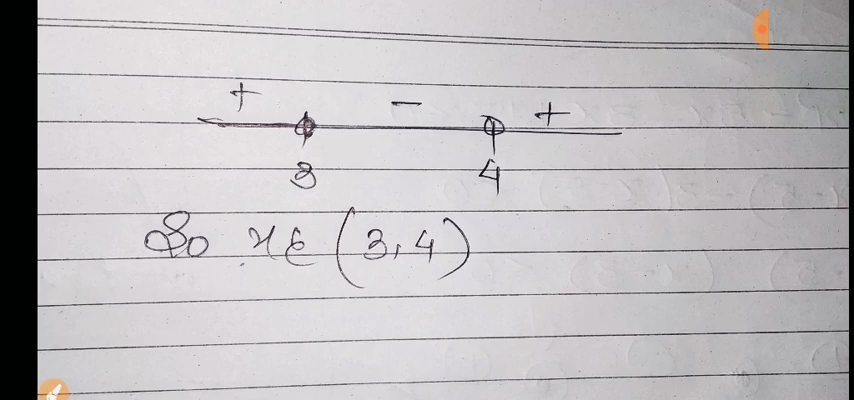 + − +
3 4
So x ∈ (3, 4)